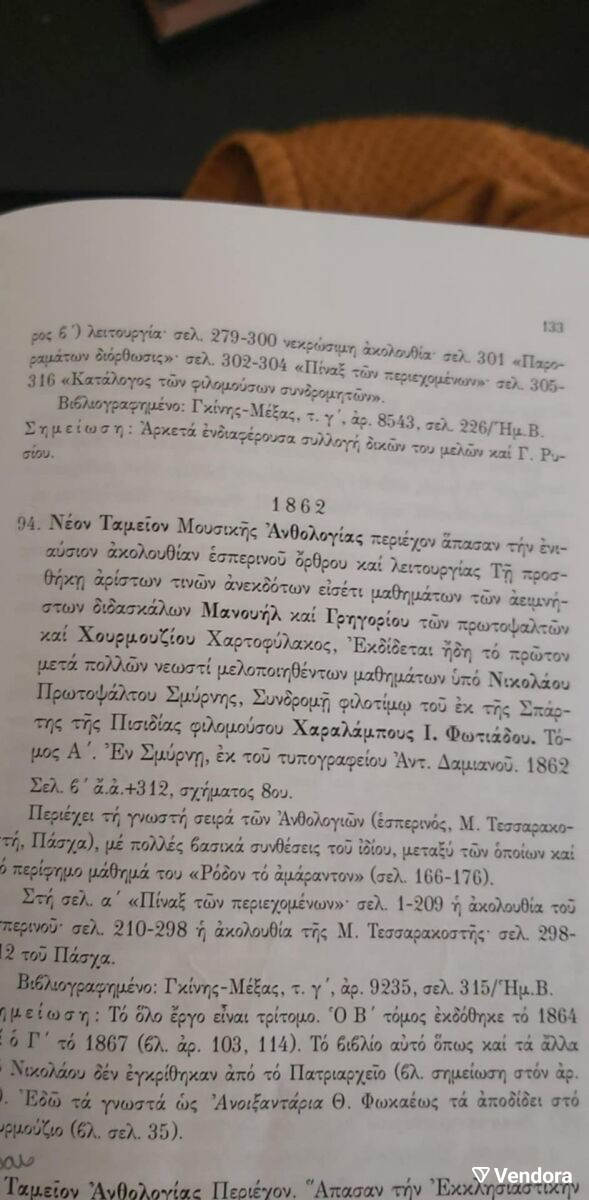 133
ρος ϐ´) λειτουργία· σελ. 279-300 νεκρώσιμη ἀκολουθία· σελ. 301 «Παρο-
ραμάτων διόρθωσις»· σελ. 302-304 «Πίναξ τῶν περιεχομένων»· σελ. 305-
316 «Κατάλογος τῶν φιλομούσων συνδρομητῶν».
Βιϐλιογραφημένο: Γκίνης-Μέξας, τ. γ´, ἀρ. 8543, σελ. 226/Ἡμ.Β.
Σημείωση: Ἀρκετά ἐνδιαφέρουσα συλλογή δικῶν του μελῶν καί Γ. Ρυ-
σίου.
1862
94. Νέον Ταμεῖον Μουσικῆς Ἀνθολογίας περιέχον ἅπασαν τήν ἐνι-
αύσιον ἀκολουθίαν ἑσπερινοῦ ὄρθρου καί λειτουργίας Τῇ προσ-
θήκῃ ἀρίστων τινῶν ἀνεκδότων εἰσέτι μαθημάτων τῶν ἀειμνή-
στων διδασκάλων Μανουήλ καί Γρηγορίου τῶν πρωτοψαλτῶν
καί Χουρμουζίου Χαρτοφύλακος, Ἐκδίδεται ἤδη τό πρῶτον
μετά πολλῶν νεωστί μελοποιηθέντων μαθημάτων ὑπό Νικολάου
Πρωτοψάλτου Σμύρνης, Συνδρομῇ φιλοτίμῳ τοῦ ἐκ τῆς Σπάρ-
της τῆς Πισιδίας φιλομούσου Χαραλάμπους Ι. Φωτιάδου. Τό-
μος Α´. Ἐν Σμύρνῃ, ἐκ τοῦ τυπογραφείου Ἀντ. Δαμιανοῦ. 1862
Σελ. ϐ´ ἄ.ἀ.+312, σχήματος 8ου.
Περιέχει τή γνωστή σειρά τῶν Ἀνθολογιῶν (ἑσπερινός, Μ. Τεσσαρακο-
στή, Πάσχα), μέ πολλές ϐασικά συνθέσεις τοῦ ἰδίου, μεταξύ τῶν ὁποίων καί
ό περίφημο μάθημά του «Ρόδον τό ἀμάραντον» (σελ. 166-176).
Στή σελ. α´ «Πίναξ τῶν περιεχομένων»· σελ. 1-209 ἡ ἀκολουθία τοῦ
σπερινοῦ· σελ. 210-298 ἡ ἀκολουθία τῆς Μ. Τεσσαρακοστῆς· σελ. 298-
12 τοῦ Πάσχα.
Βιϐλιογραφημένο: Γκίνης-Μέξας, τ. γ´, ἀρ. 9235, σελ. 315/Ἡμ.Β.
ημείωση: Τό ὅλο ἔργο εἶναι τρίτομο. Ὁ Β´ τόμος ἐκδόθηκε τό 1864
ί ὁ Γ´ τό 1867 (ϐλ. ἀρ. 103, 114). Τό ϐιϐλίο αὐτό ὅπως καί τά ἄλλα
Νικολάου δέν ἐγκρίθηκαν ἀπό τό Πατριαρχεῖο (ϐλ. σημείωση στόν ἀρ.
). Ἐδῶ τά γνωστά ὡς Ἀνοιξαντάρια Θ. Φωκαέως τά ἀποδίδει στό
υρμούζιο (ϐλ. σελ. 35).
Ταμεῖον Ἀνθολογίας Περιέχον. Ἅπασαν τήν Ἐκκλησιαστικήν
Vendora